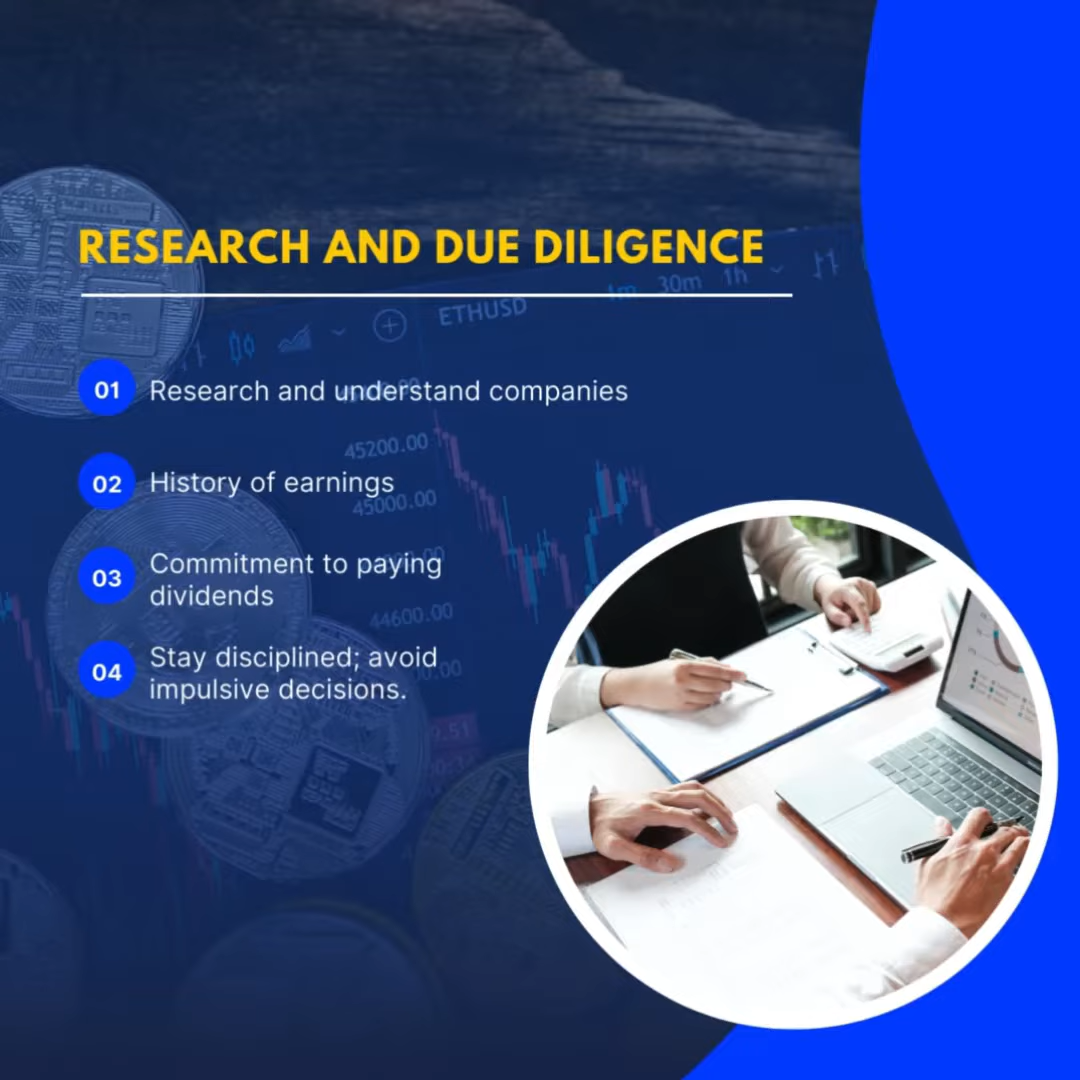 RESEARCH AND DUE DILIGENCE
1m 30m 1h
ETHUSD
01 Research and understand companies
45200.00
02 History of earnings
45000.00
03 Commitment to paying
dividends
44600.00
04 Stay disciplined; avoid
impulsive decisions.